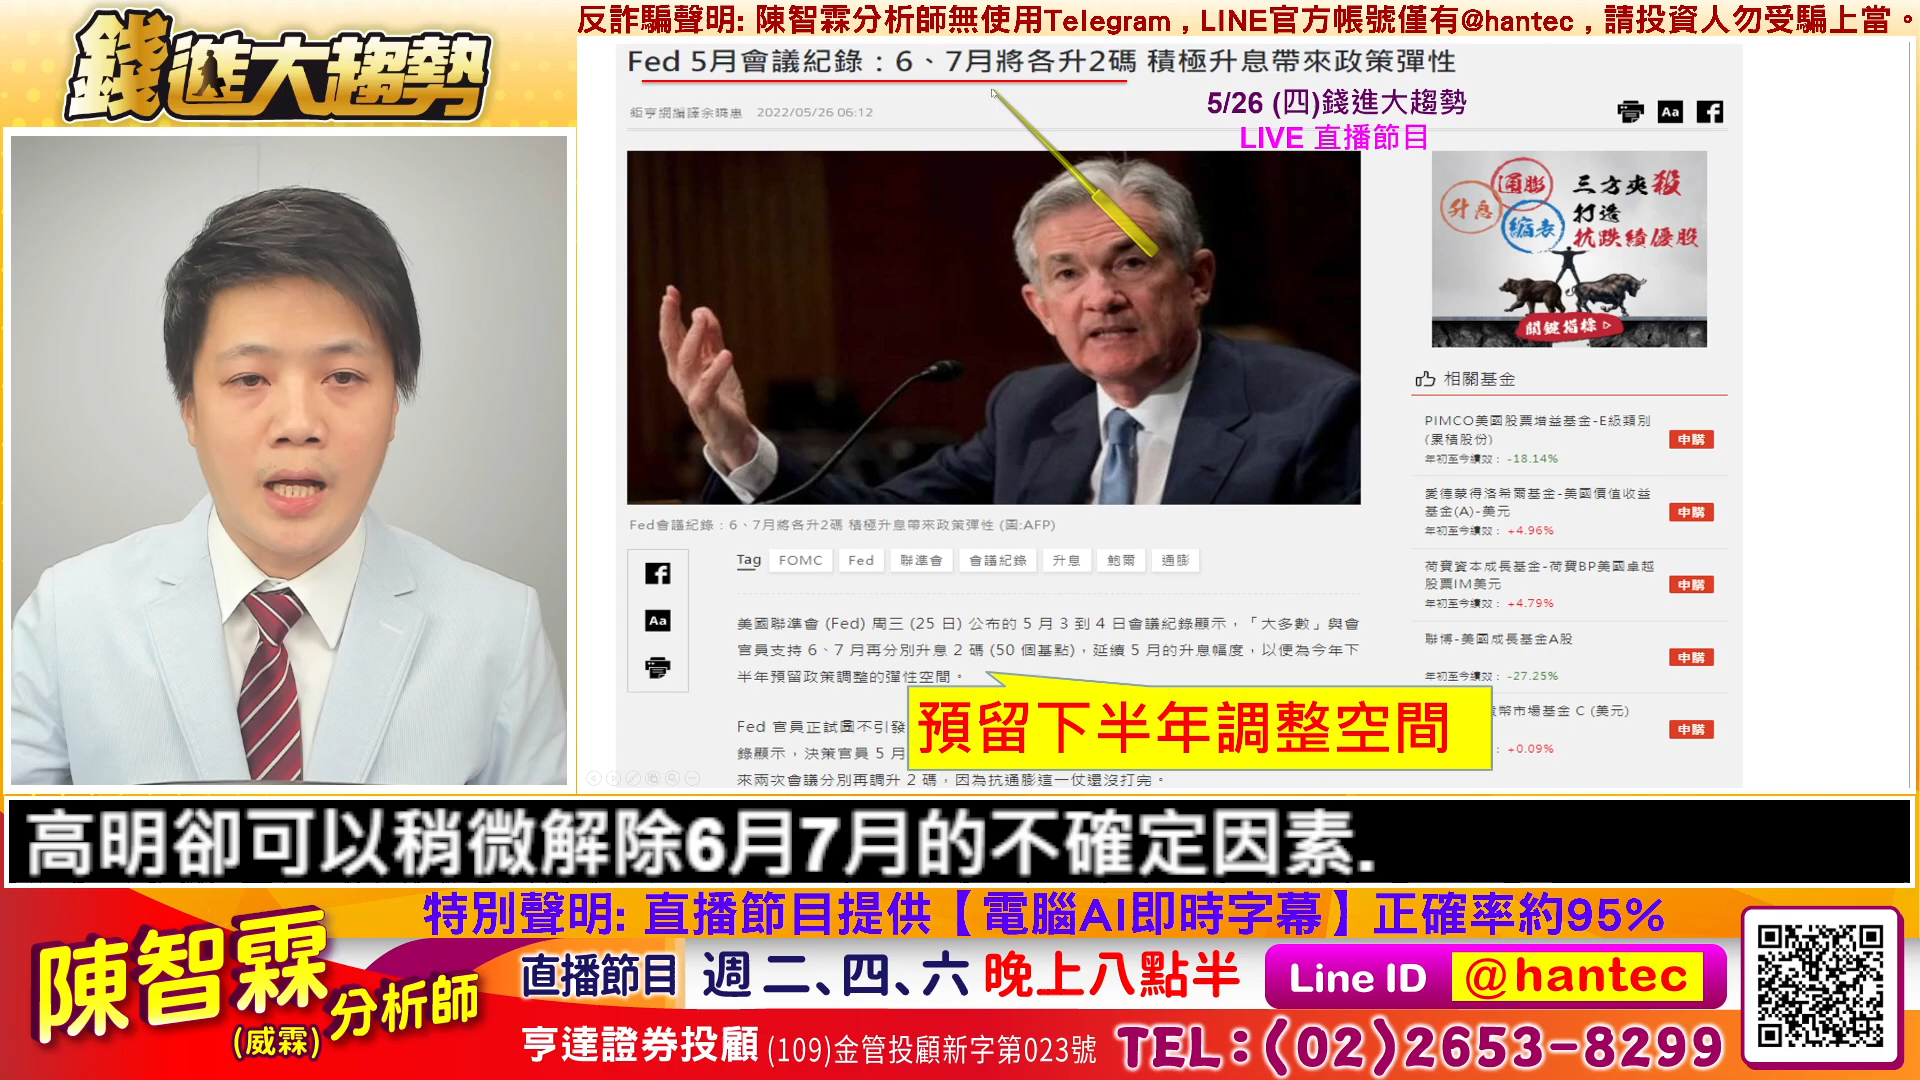 錢進大趨勢
反詐騙聲明: 陳智霖分析師無使用Telegram , LINE官方帳號僅有@hantec , 請投資人勿受騙上當。
Fed 5月會議紀錄：6、7月將各升2碼 積極升息帶來政策彈性
鉅亨網編譯余曉惠 2022/05/26 06:12
5/26 (四)錢進大趨勢
LIVE 直播節目
Aa
通膨
升息
縮表
三方夾殺
打造
抗跌績優股
關鍵指標
相關基金
PIMCO美國股票增益基金-E級類別
(累積股份)
年初至今績效： -18.14%
申購
愛德蒙得洛希爾基金-美國價值收益
基金(A)-美元
年初至今績效： +4.96%
申購
荷寶資本成長基金-荷寶BP美國卓越
股票IM美元
年初至今績效： +4.79%
申購
聯博-美國成長基金A股
年初至今績效： -27.25%
申購
幣市場基金 C (美元)
： +0.09%
申購
Fed會議紀錄：6、7月將各升2碼 積極升息帶來政策彈性 (圖:AFP)
Aa
Tag FOMC Fed 聯準會 會議紀錄 升息 鮑爾 通膨
美國聯準會 (Fed) 周三 (25 日) 公布的 5 月 3 到 4 日會議紀錄顯示，「大多數」與會
官員支持 6、7 月再分別升息 2 碼 (50 個基點)，延續 5 月的升息幅度，以便為今年下
半年預留政策調整的彈性空間。
Fed 官員正試圖不引發
錄顯示，決策官員 5 月
來兩次會議分別再調升 2 碼，因為抗通膨這一仗還沒打完。
預留下半年調整空間
高明卻可以稍微解除6月7月的不確定因素.
特別聲明: 直播節目提供【電腦AI即時字幕】正確率約95%
陳智霖
(威霖)
分析師
直播節目 週二、四、六 晚上八點半
Line ID @hantec
亨達證券投顧 (109)金管投顧新字第023號 TEL:(02)2653-8299